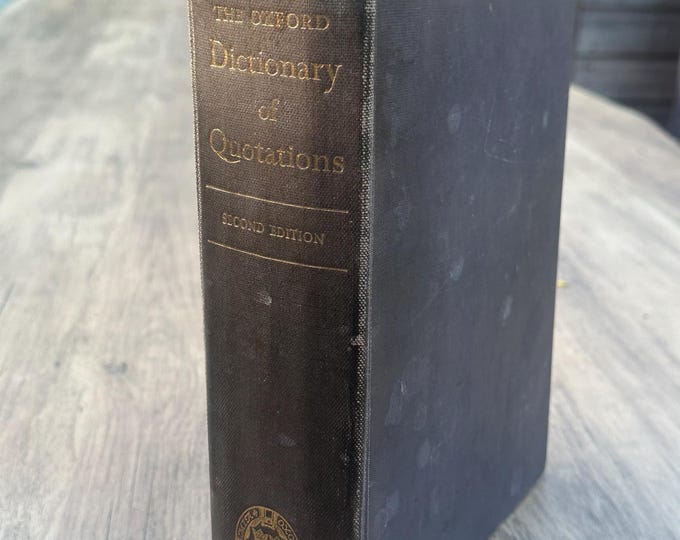 THE OXFORD
Dictionary
of
Quotations
SECOND EDITION